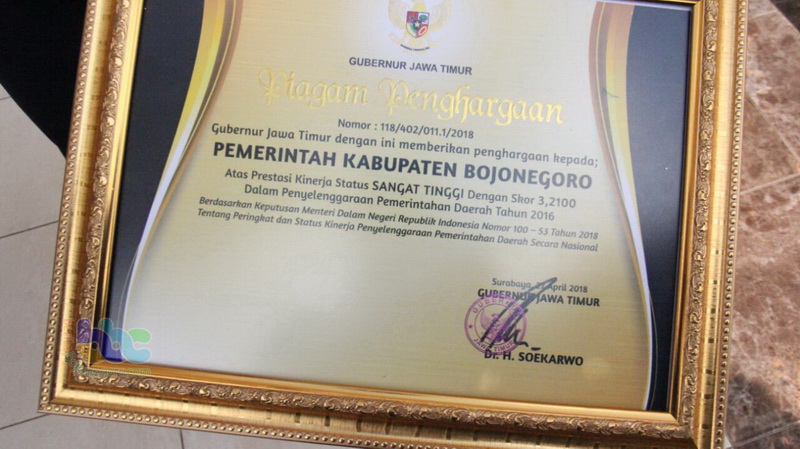 GUBERNUR JAWA TIMUR
Piagam Penghargaan
Nomor : 118/402/011.1/2018
Gubernur Jawa Timur dengan ini memberikan penghargaan kepada;
PEMERINTAH KABUPATEN BOJONEGORO
Atas Prestasi Kinerja Status SANGAT TINGGI Dengan Skor 3,2100
Dalam Penyelenggaraan Pemerintahan Daerah Tahun 2016
Berdasarkan Keputusan Menteri Dalam Negeri Republik Indonesia Nomor 100 - 53 Tahun 2018
Tentang Peringkat dan Status Kinerja Penyelenggaraan Pemerintahan Daerah Secara Nasional
Surabaya, April 2018
GUBERNUR JAWA TIMUR
GUBERNUR
JAWA TIMUR
Dr. H. SOEKARWO